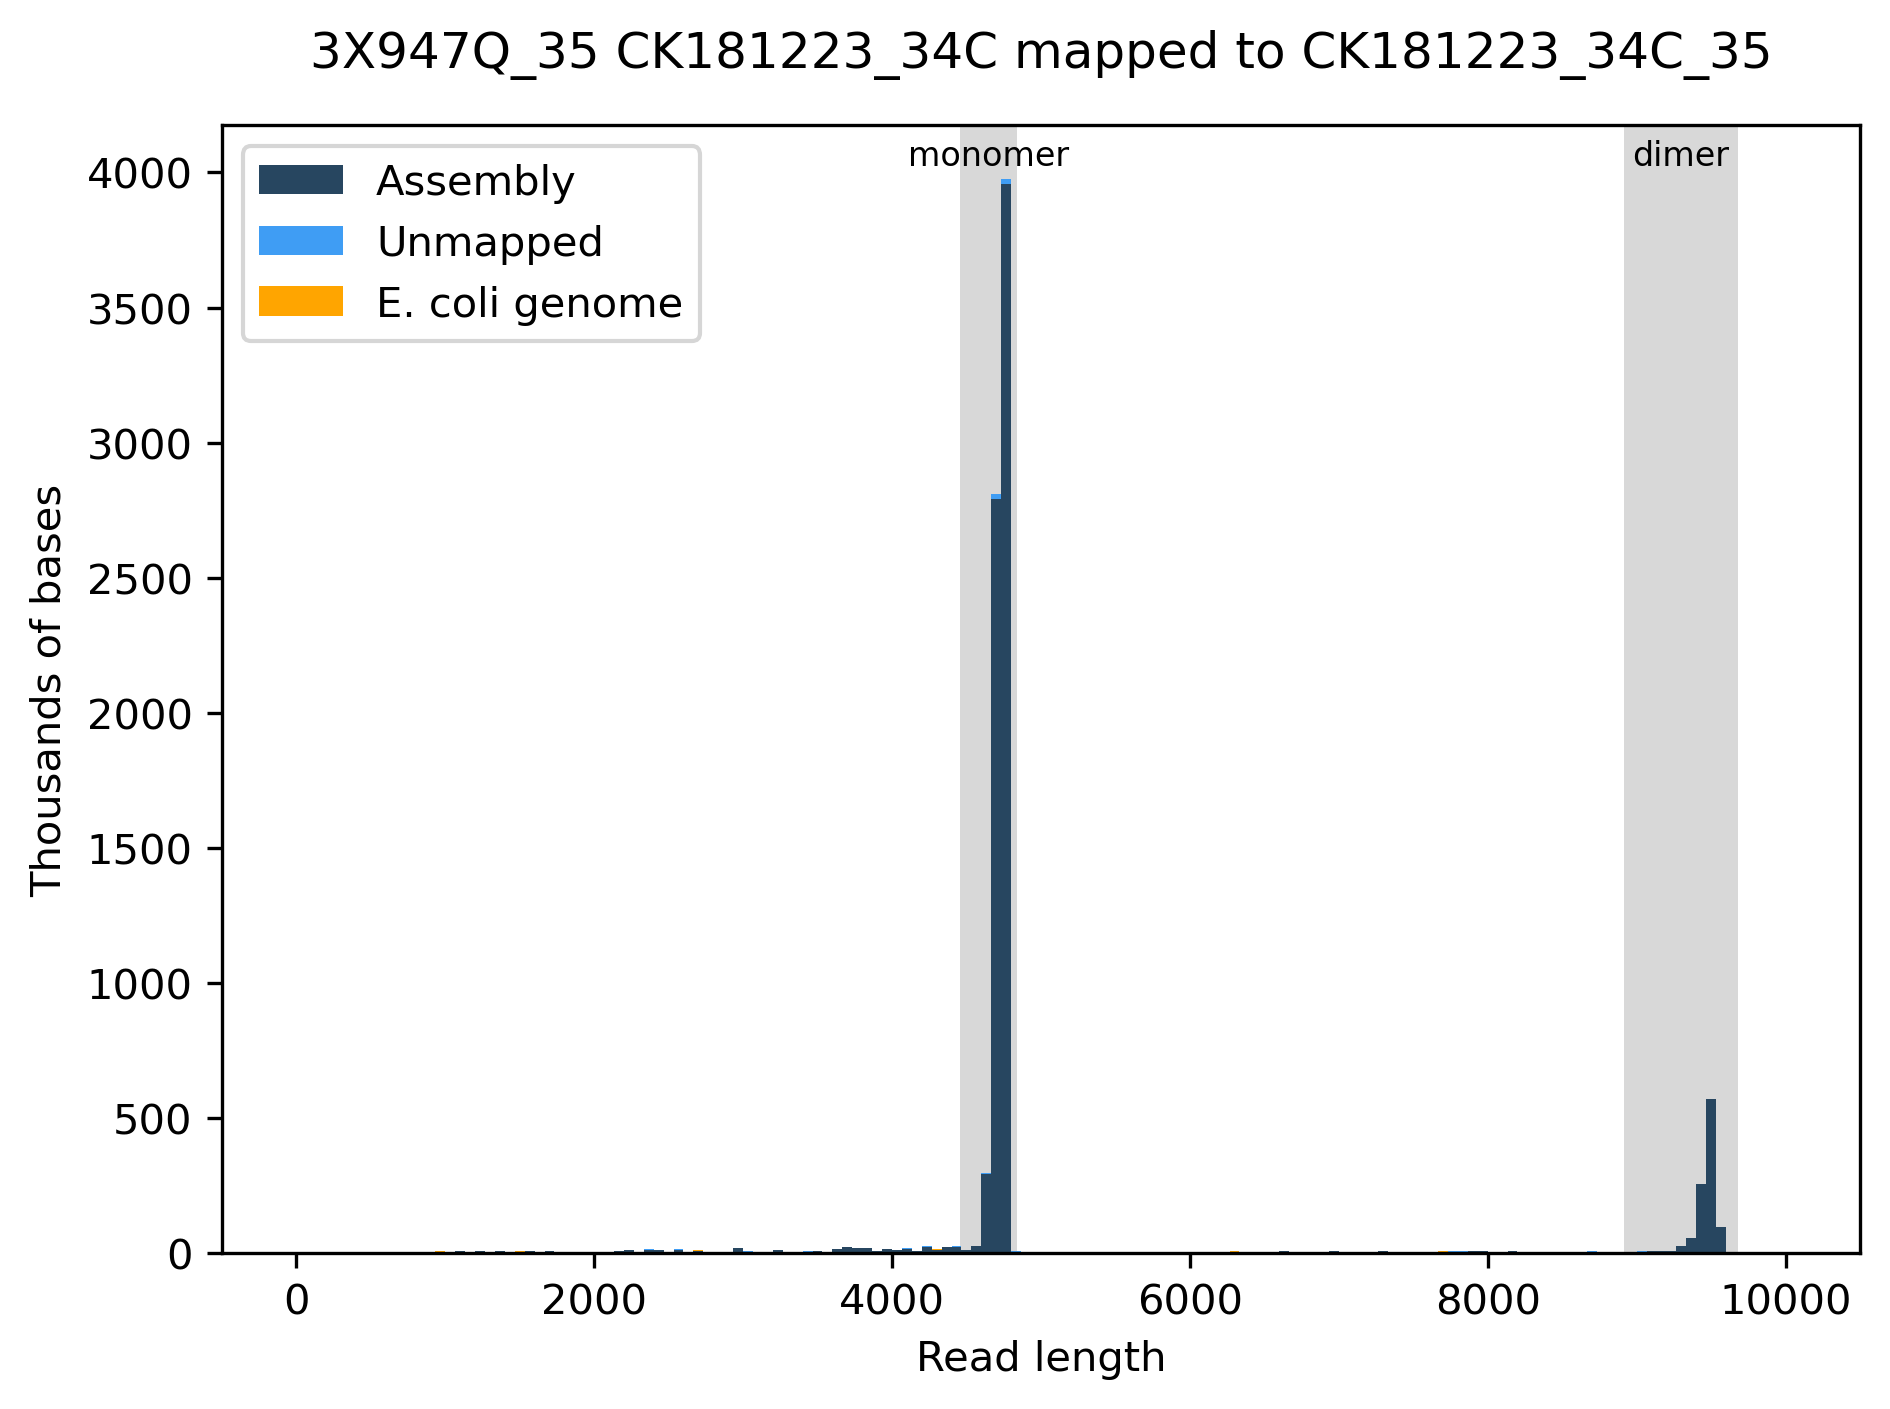 3X947Q_35 CK181223_34C mapped to CK181223_34C_35
monomer
dimer
Assembly
Unmapped
E. coli genome
4000
3500
3000
2500
2000
1500
1000
500
0
Thousands of bases
0 2000 4000 6000 8000 10000
Read length